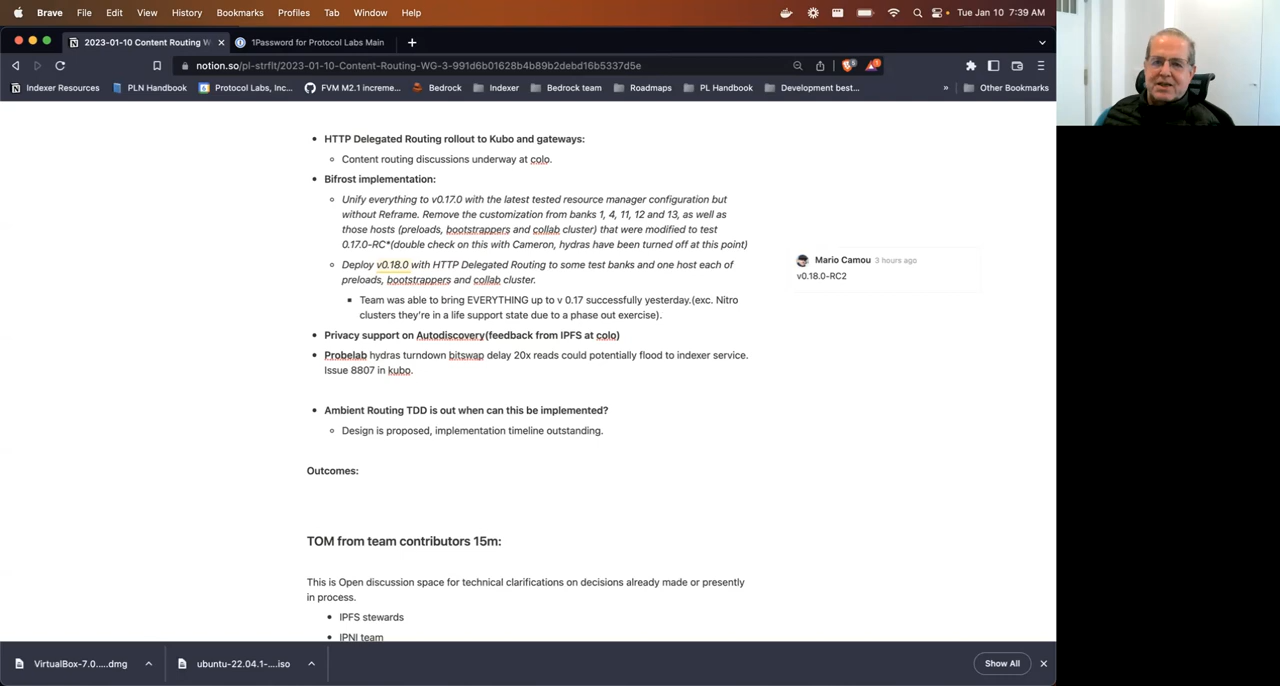 Brave File Edit View History Bookmarks Profiles Tab Window Help Tue Jan 10 7:39 AM
2023-01-10 Content Routing W 1Password for Protocol Labs Main
notion.so/pl-strflt/2023-01-10-Content-Routing-WG-3-991d6b01628b4b89b2debd16b5337d5e
Indexer Resources PLN Handbook Protocol Labs, Inc... FVM M2.1 increme... Bedrock Indexer Bedrock team Roadmaps PL Handbook Development best... » Other Bookmarks
• HTTP Delegated Routing rollout to Kubo and gateways:
◦ Content routing discussions underway at colo.
• Bifrost implementation:
◦ Unify everything to v0.17.0 with the latest tested resource manager configuration but
without Reframe. Remove the customization from banks 1, 4, 11, 12 and 13, as well as
those hosts (preloads, bootstrappers and collab cluster) that were modified to test
0.17.0-RC*(double check on this with Cameron, hydras have been turned off at this point)
◦ Deploy v0.18.0 with HTTP Delegated Routing to some test banks and one host each of
preloads, bootstrappers and collab cluster.
▪ Team was able to bring EVERYTHING up to v 0.17 successfully yesterday.(exc. Nitro
clusters they're in a life support state due to a phase out exercise).
Mario Camou 3 hours ago
v0.18.0-RC2
• Privacy support on Autodiscovery(feedback from IPFS at colo)
• Probelab hydras turndown bitswap delay 20x reads could potentially flood to indexer service.
Issue 8807 in kubo.
• Ambient Routing TDD is out when can this be implemented?
◦ Design is proposed, implementation timeline outstanding.
Outcomes:
TOM from team contributors 15m:
This is Open discussion space for technical clarifications on decisions already made or presently
in process.
• IPFS stewards
• IPNI team
VirtualBox-7.0.....dmg ubuntu-22.04.1-....iso Show All